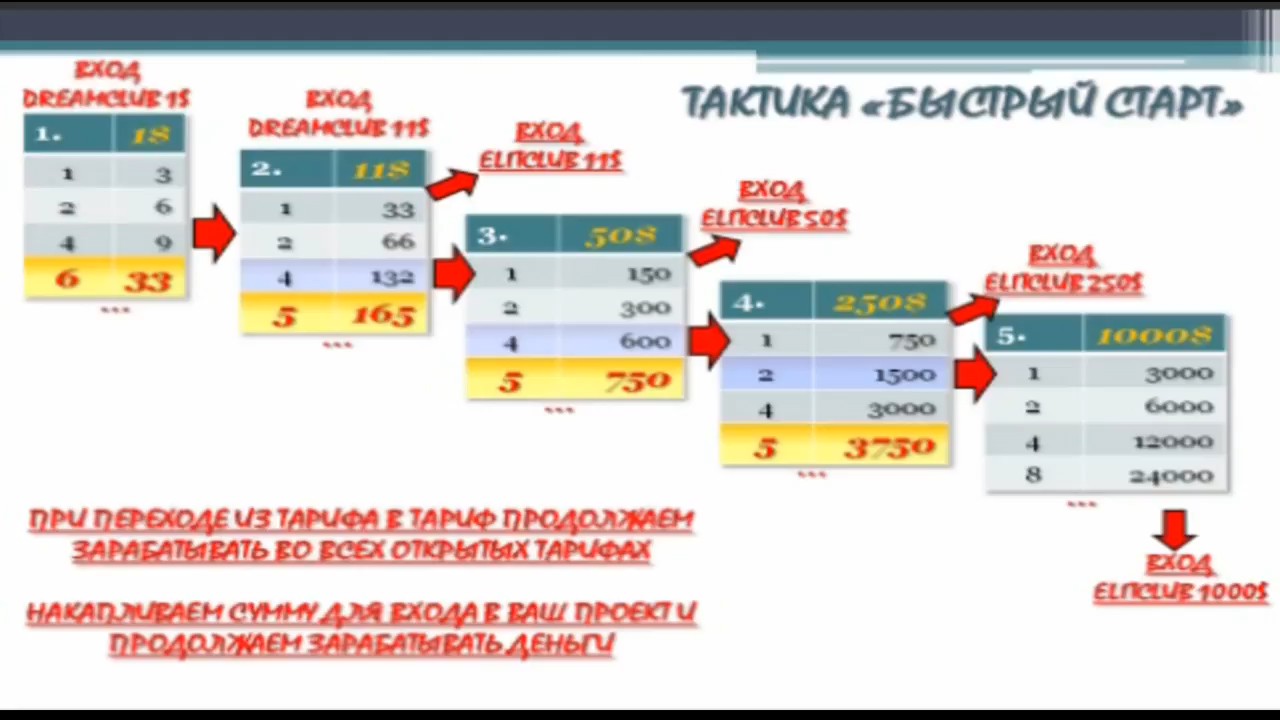 ТАКТИКА «БЫСТРЫЙ СТАРТ»
ВХОД
DREAMCLUB 1$
1. 1$
1 3
2 6
4 9
6 33
...
ВХОД
DREAMCLUB 11$
2. 11$
1 33
2 66
4 132
5 165
...
ВХОД
ELITCLUB 11$
3. 50$
1 150
2 300
4 600
5 750
...
ВХОД
ELITCLUB 50$
4. 250$
1 750
2 1500
4 3000
5 3750
...
ВХОД
ELITCLUB 250$
5. 1000$
1 3000
2 6000
4 12000
8 24000
...
ВХОД
ELITCLUB 1000$
ПРИ ПЕРЕХОДЕ ИЗ ТАРИФА В ТАРИФ ПРОДОЛЖАЕМ
ЗАРАБАТЫВАТЬ ВО ВСЕХ ОТКРЫТЫХ ТАРИФАХ
НАКАПЛИВАЕМ СУММУ ДЛЯ ВХОДА В ВАШ ПРОЕКТ И
ПРОДОЛЖАЕМ ЗАРАБАТЫВАТЬ ДЕНЬГИ